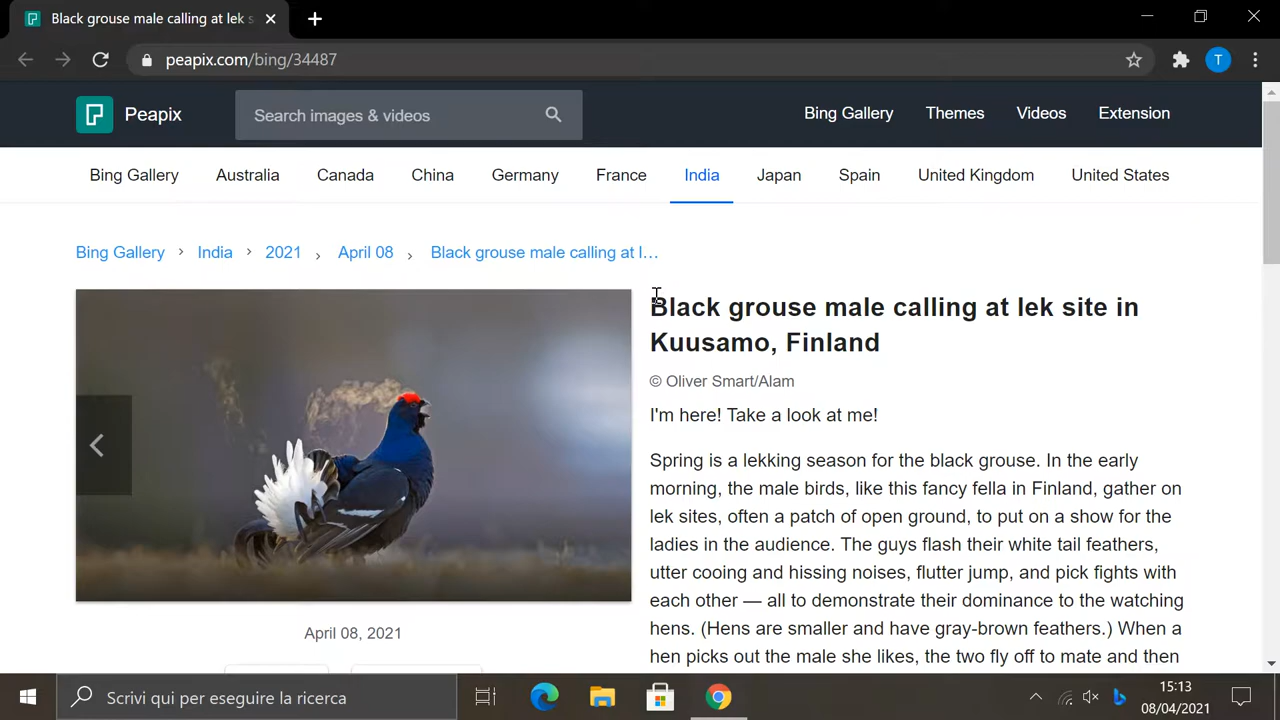 Black grouse male calling at lek s
peapix.com/bing/34487
T
Peapix
Search images & videos
Bing Gallery Themes Videos Extension
Bing Gallery Australia Canada China Germany France India Japan Spain United Kingdom United States
Bing Gallery > India > 2021 > April 08 > Black grouse male calling at l…
Black grouse male calling at lek site in
Kuusamo, Finland
© Oliver Smart/Alam
I'm here! Take a look at me!
Spring is a lekking season for the black grouse. In the early
morning, the male birds, like this fancy fella in Finland, gather on
lek sites, often a patch of open ground, to put on a show for the
ladies in the audience. The guys flash their white tail feathers,
utter cooing and hissing noises, flutter jump, and pick fights with
each other — all to demonstrate their dominance to the watching
hens. (Hens are smaller and have gray-brown feathers.) When a
hen picks out the male she likes, the two fly off to mate and then
April 08, 2021
Scrivi qui per eseguire la ricerca
15:13
08/04/2021